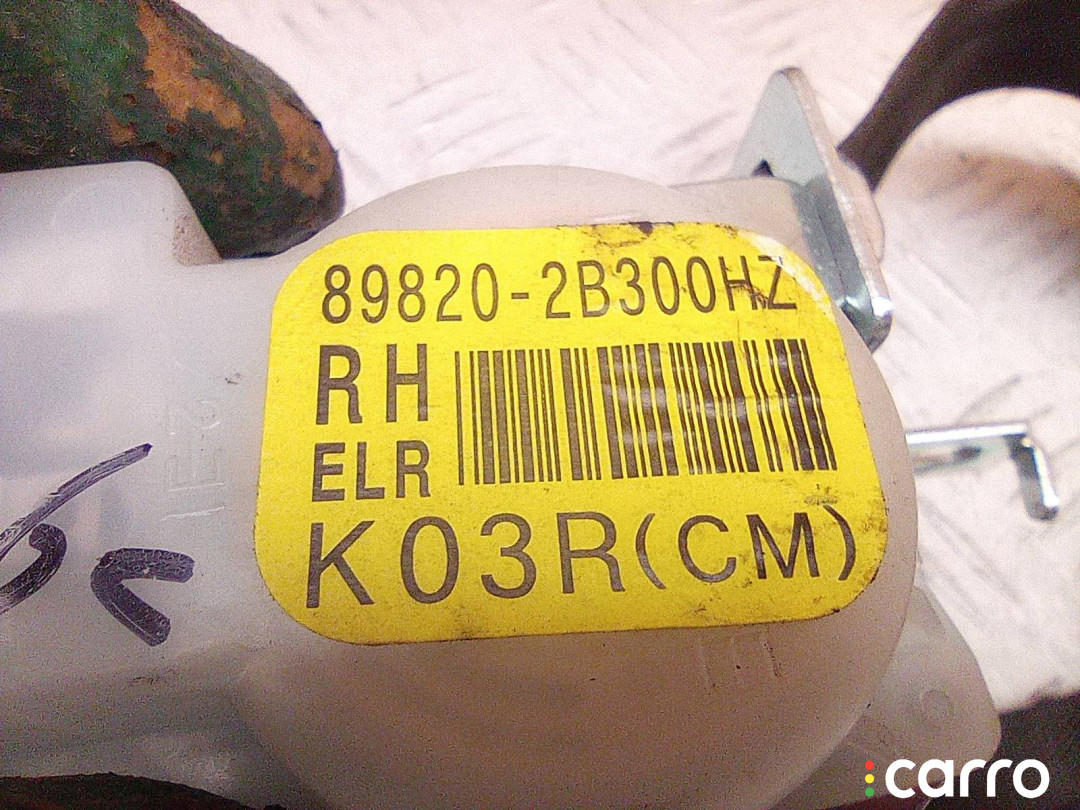 89820-2B300HZ
RH
ELR
K03R(CM)
carro